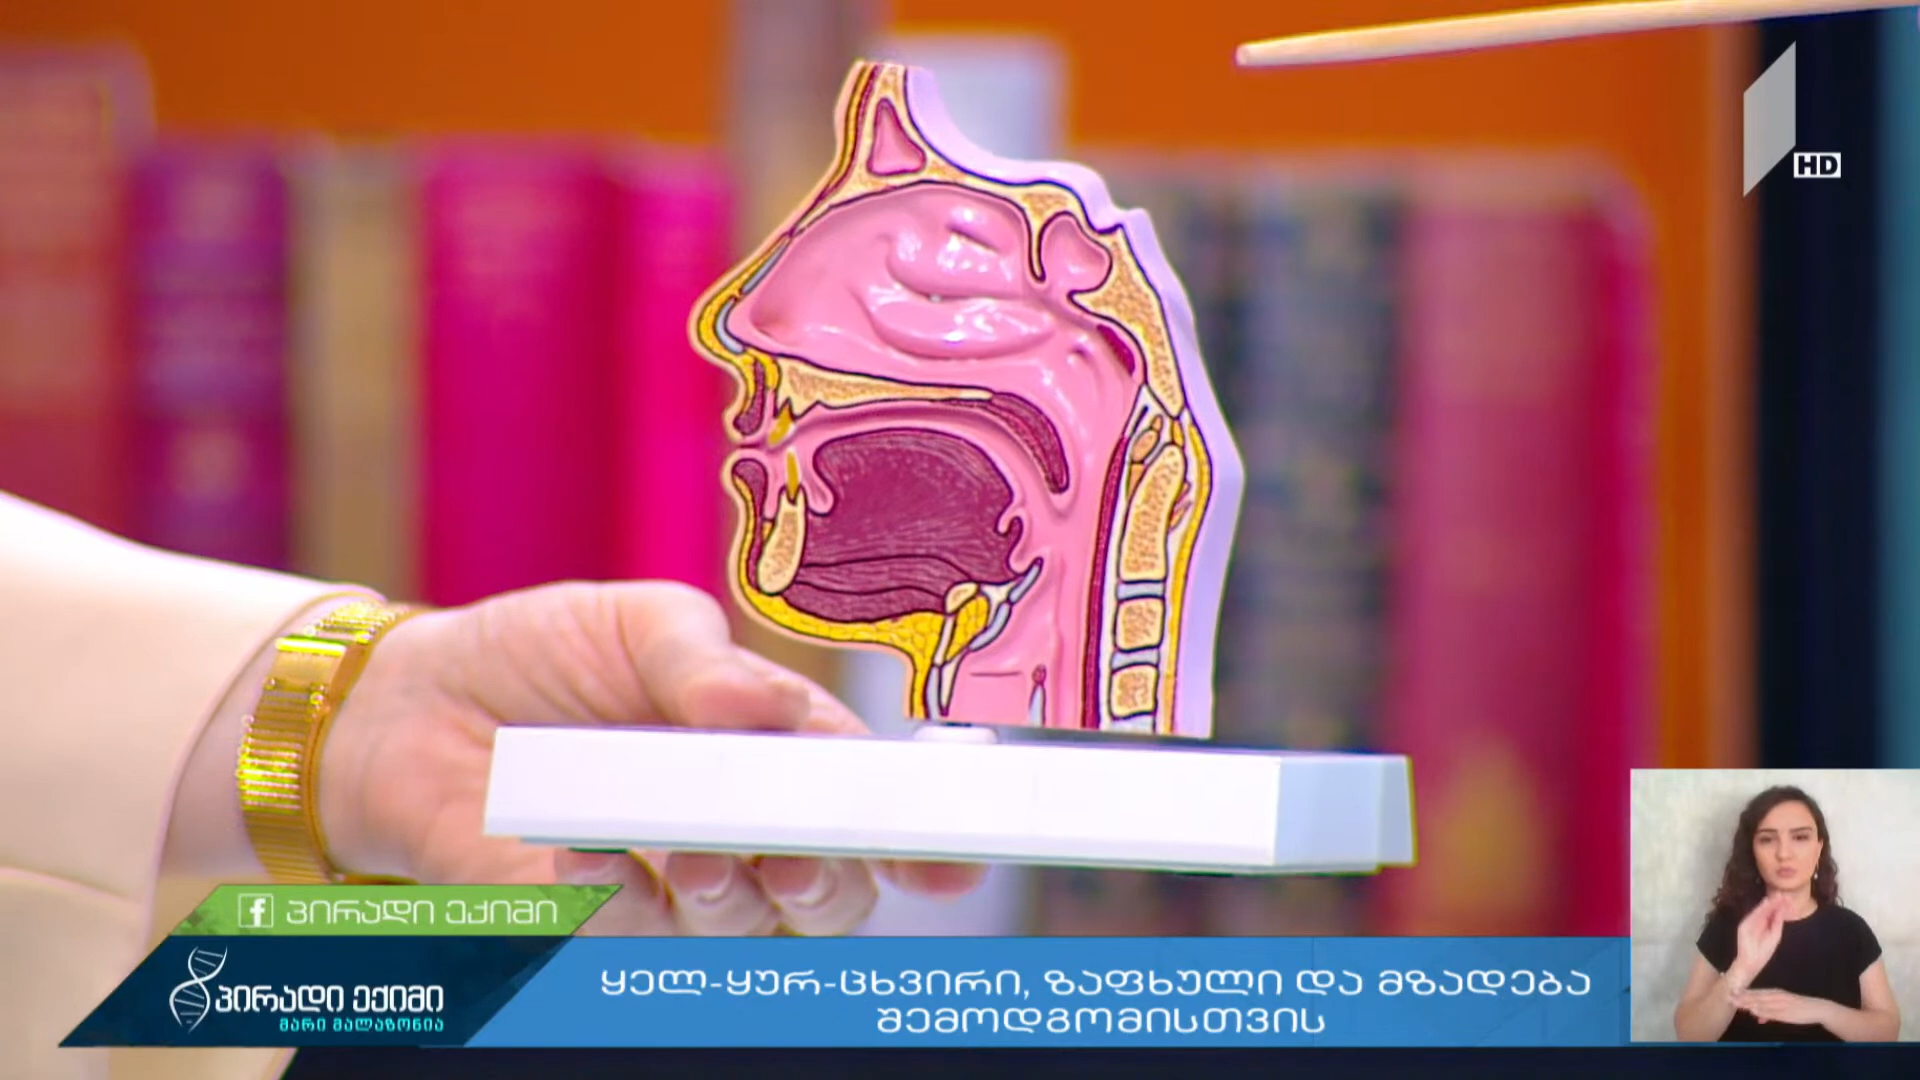 HD
პირადი ექიმი
პირადი ექიმი
მარი მალაზონია
ყელ-ყურ-ცხვირი, ზაფხული და მზადება
შემოდგომისთვის